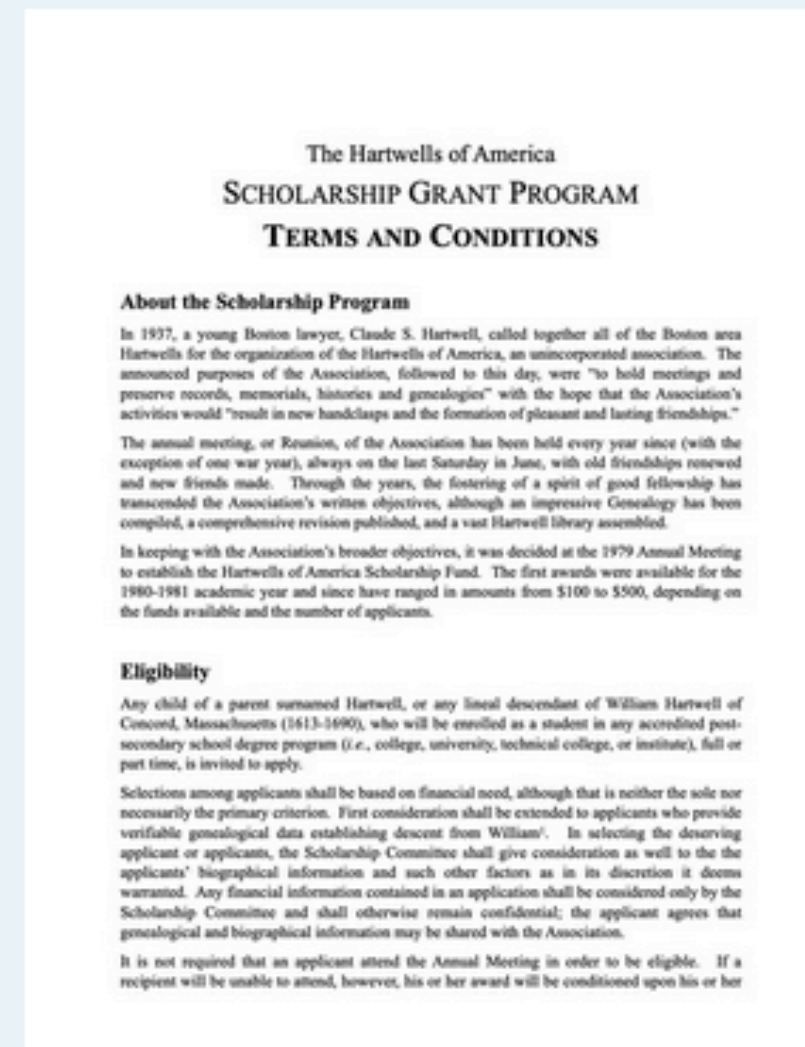 The Hartwells of America
SCHOLARSHIP GRANT PROGRAM
TERMS AND CONDITIONS
About the Scholarship Program
In 1937, a young Boston lawyer, Claude S. Hartwell, called together all of the Boston area
Hartwells for the organization of the Hartwells of America, an unincorporated association. The
announced purposes of the Association, followed to this day, were "to hold meetings and
preserve records, memorials, histories and genealogies" with the hope that the Association's
activities would "result in new handclasps and the formation of pleasant and lasting friendships."
The annual meeting, or Reunion, of the Association has been held every year since (with the
exception of one war year), always on the last Saturday in June, with old friendships renewed
and new friends made. Through the years, the fostering of a spirit of good fellowship has
transcended the Association's written objectives, although an impressive Genealogy has been
compiled, a comprehensive revision published, and a vast Hartwell library assembled.
In keeping with the Association's broader objectives, it was decided at the 1979 Annual Meeting
to establish the Hartwells of America Scholarship Fund. The first awards were available for the
1980-1981 academic year and since have ranged in amounts from $100 to $500, depending on
the funds available and the number of applicants.
Eligibility
Any child of a parent surnamed Hartwell, or any lineal descendant of William Hartwell of
Concord, Massachusetts (1613-1690), who will be enrolled as a student in any accredited post-
secondary school degree program (i.e., college, university, technical college, or institute), full or
part time, is invited to apply.
Selections among applicants shall be based on financial need, although that is neither the sole nor
necessarily the primary criterion. First consideration shall be extended to applicants who provide
verifiable genealogical data establishing descent from William¹. In selecting the deserving
applicant or applicants, the Scholarship Committee shall give consideration as well to the the
applicants' biographical information and such other factors as in its discretion it deems
warranted. Any financial information contained in an application shall be considered only by the
Scholarship Committee and shall otherwise remain confidential; the applicant agrees that
genealogical and biographical information may be shared with the Association.
It is not required that an applicant attend the Annual Meeting in order to be eligible. If a
recipient will be unable to attend, however, his or her award will be conditioned upon his or her